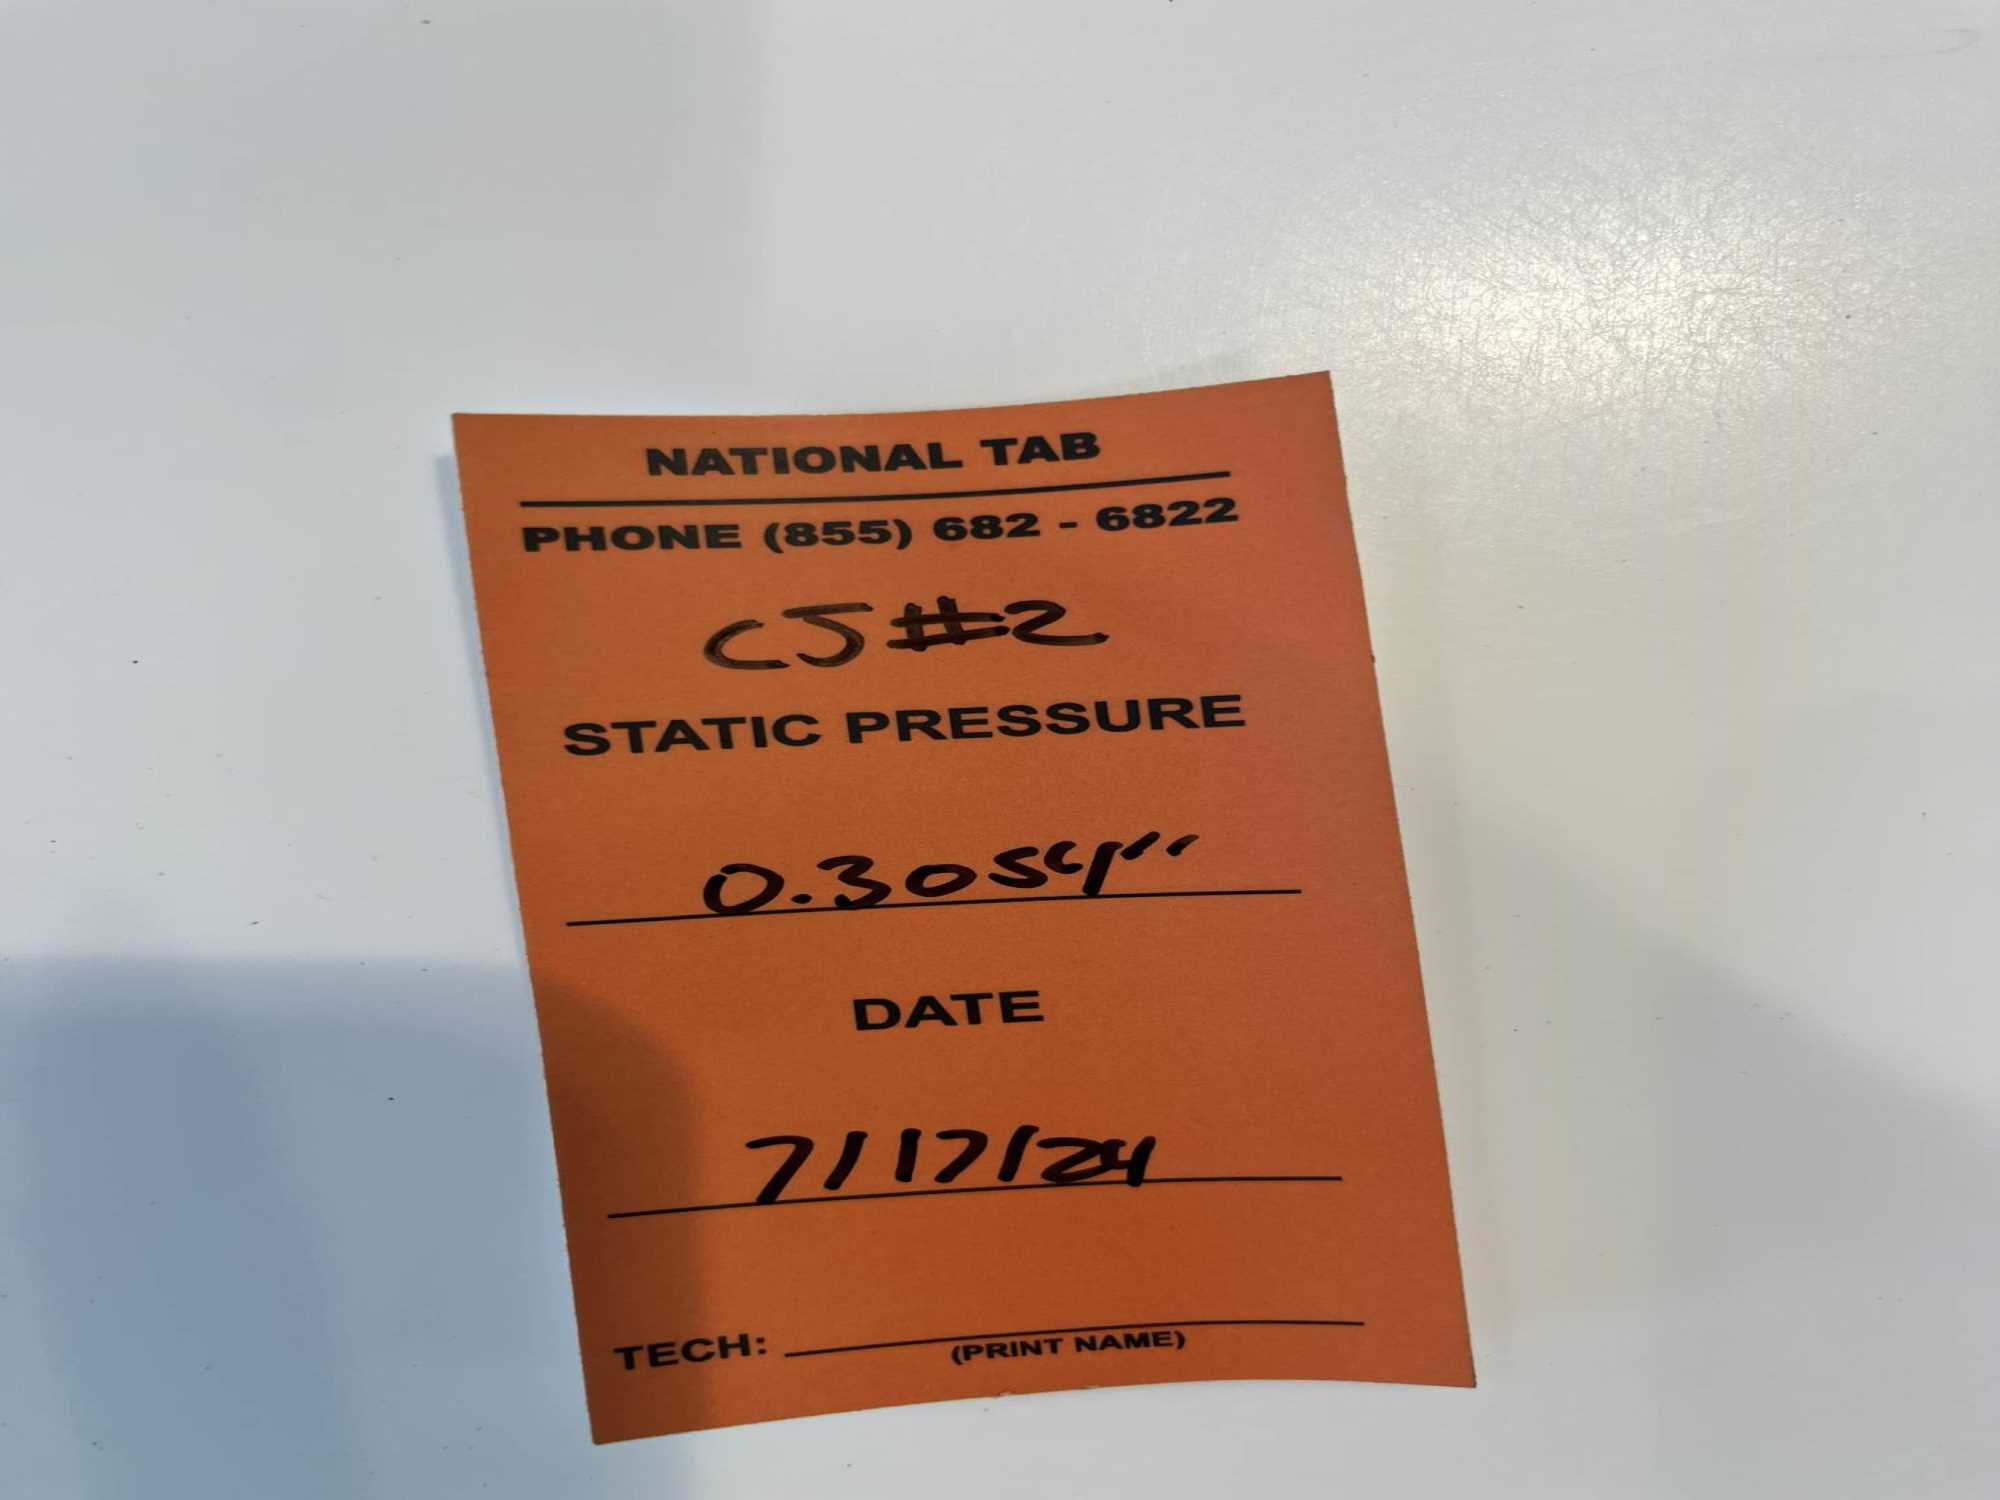 NATIONAL TAB
PHONE (855) 682 - 6822
CJ#2
STATIC PRESSURE
0.3054"
DATE
7/17/24
TECH:
(PRINT NAME)